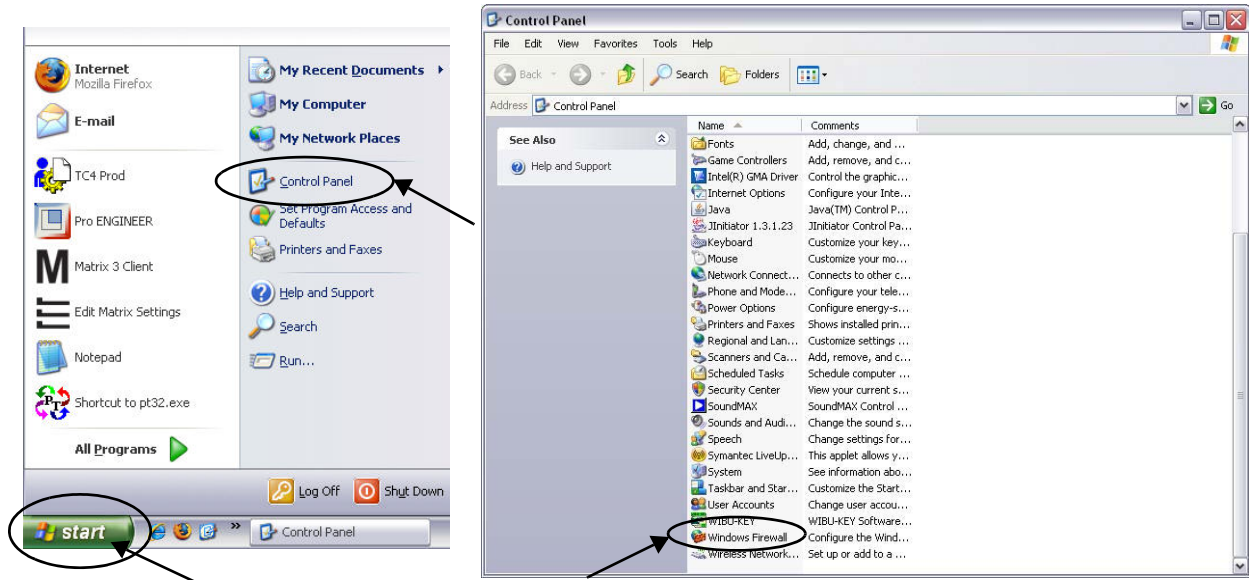 Internet
Mozilla Firefox
E-mail
TC4 Prod
Pro ENGINEER
Matrix 3 Client
Edit Matrix Settings
Notepad
Shortcut to pt32.exe
All Programs
My Recent Documents
My Computer
My Network Places
Control Panel
Set Program Access and
Defaults
Printers and Faxes
Help and Support
Search
Run...
Log Off Shut Down
start » Control Panel
Control Panel
File Edit View Favorites Tools Help
Back Search Folders
Address Control Panel Go
See Also
Help and Support
Name Comments
Fonts Add, change, and ...
Game Controllers Add, remove, and c...
Intel(R) GMA Driver Control the graphic...
Internet Options Configure your Inte...
Java Java(TM) Control P...
JInitiator 1.3.1.23 JInitiator Control Pa...
Keyboard Customize your key...
Mouse Customize your mo...
Network Connect... Connects to other c...
Phone and Mode... Configure your tele...
Power Options Configure energy-s...
Printers and Faxes Shows installed prin...
Regional and Lan... Customize settings ...
Scanners and Ca... Add, remove, and c...
Scheduled Tasks Schedule computer ...
Security Center View your current s...
SoundMAX SoundMAX Control ...
Sounds and Audi... Change the sound s...
Speech Change settings for...
Symantec LiveUp... This applet allows y...
System See information abo...
Taskbar and Star... Customize the Start...
User Accounts Change user accou...
WIBU-KEY WIBU-KEY Software...
Windows Firewall Configure the Wind...
Wireless Network... Set up or add to a ...